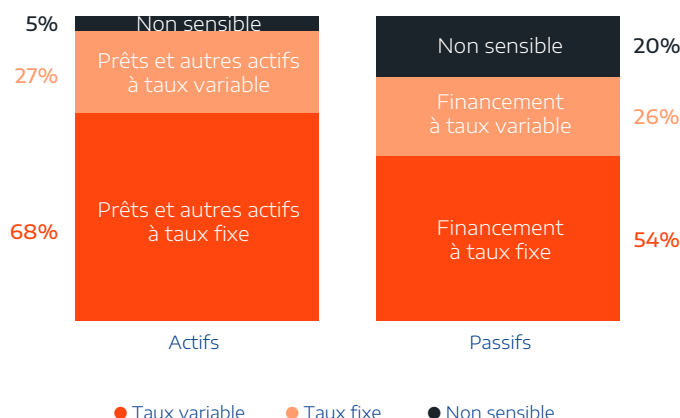 5%
Non sensible
27%
Prêts et autres actifs
à taux variable
68%
Prêts et autres actifs
à taux fixe
Actifs
Non sensible
20%
Financement
à taux variable
26%
Financement
à taux fixe
54%
Passifs
Taux variable
Taux fixe
Non sensible